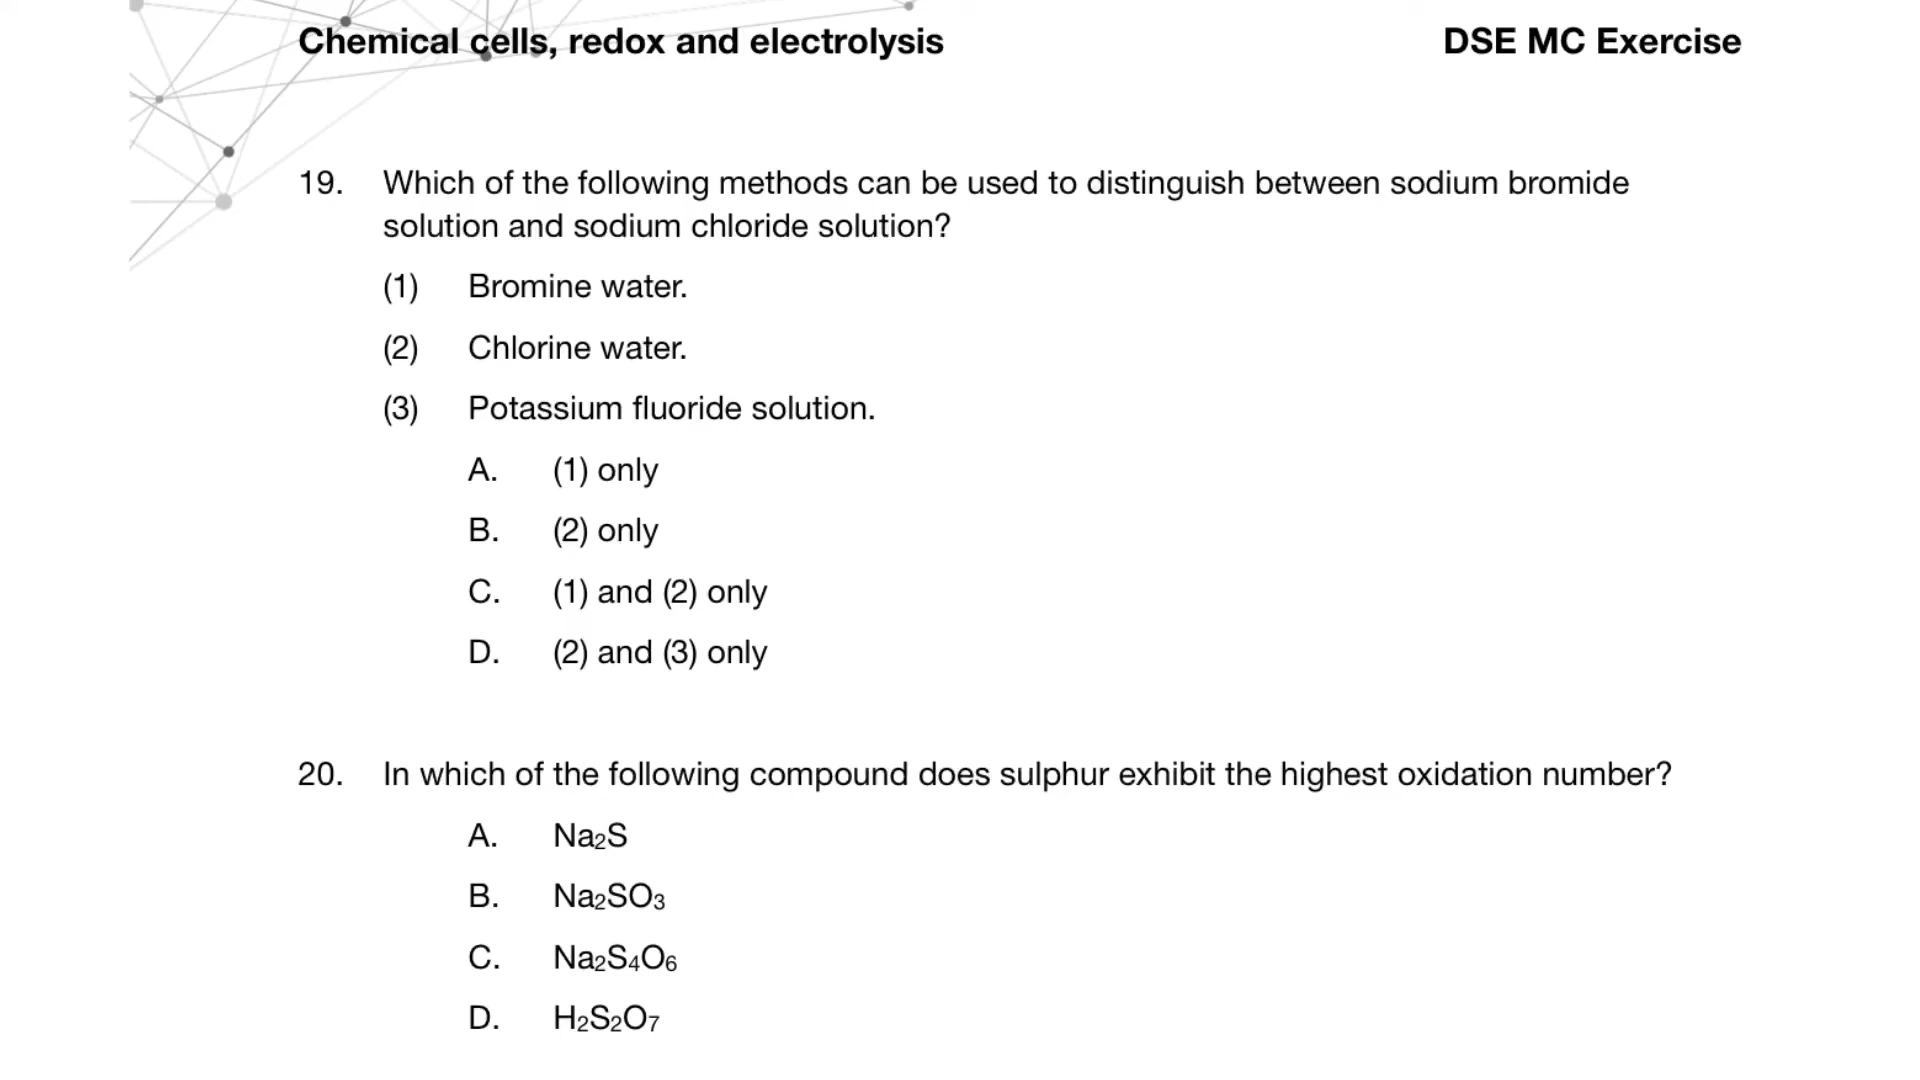 Chemical cells, redox and electrolysis DSE MC Exercise
19. Which of the following methods can be used to distinguish between sodium bromide
solution and sodium chloride solution?
(1) Bromine water.
(2) Chlorine water.
(3) Potassium fluoride solution.
A. (1) only
B. (2) only
C. (1) and (2) only
D. (2) and (3) only
20. In which of the following compound does sulphur exhibit the highest oxidation number?
A. Na₂S
B. Na₂SO₃
C. Na₂S₄O₆
D. H₂S₂O₇